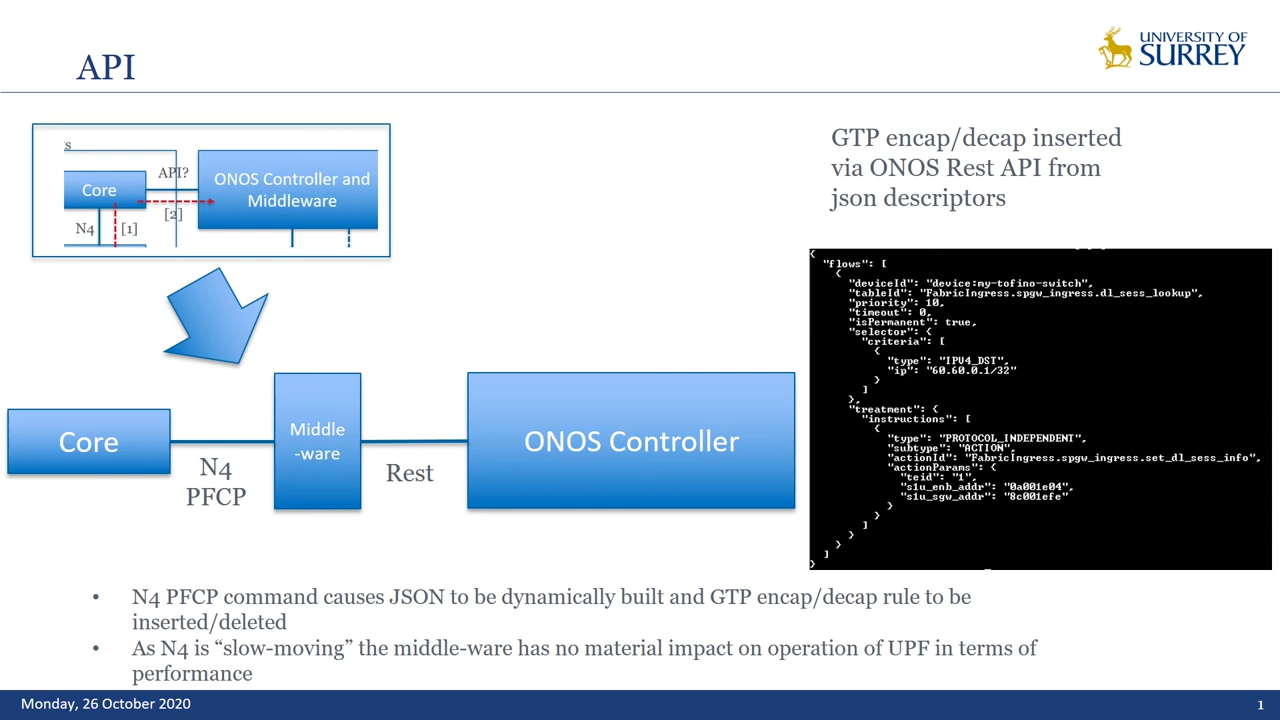 API
UNIVERSITY OF
SURREY
s
API?
Core
ONOS Controller and
Middleware
[2]
N4
[1]
GTP encap/decap inserted
via ONOS Rest API from
json descriptors
{
"flows": [
{
"deviceId": "device:my-tofino-switch",
"tableId": "FabricIngress.spgw_ingress.dl_sess_lookup",
"priority": 10,
"timeout": 0,
"isPermanent": true,
"selector": {
"criteria": [
{
"type": "IPV4_DST",
"ip": "60.60.0.1/32"
}
]
},
"treatment": {
"instructions": [
{
"type": "PROTOCOL_INDEPENDENT",
"subtype": "ACTION",
"actionId": "FabricIngress.spgw_ingress.set_dl_sess_info",
"actionParams": {
"teid": "1",
"s1u_enb_addr": "0a001e04",
"s1u_sgw_addr": "8c001efe"
}
}
]
}
}
]
}
Core
N4
PFCP
Middle
-ware
Rest
ONOS Controller
• N4 PFCP command causes JSON to be dynamically built and GTP encap/decap rule to be
inserted/deleted
• As N4 is “slow-moving” the middle-ware has no material impact on operation of UPF in terms of
performance
Monday, 26 October 2020
1